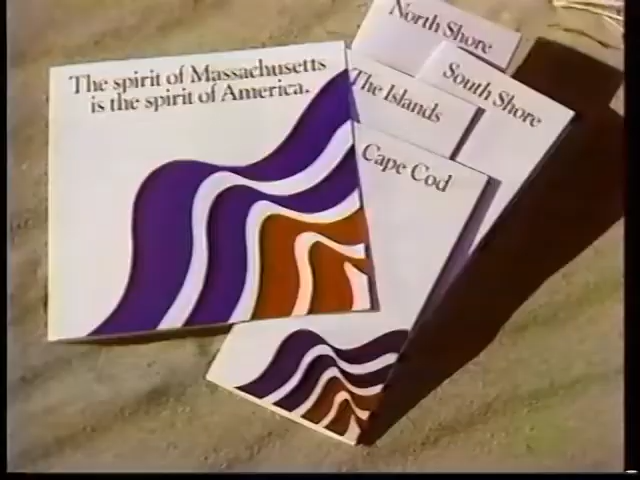 The spirit of Massachusetts
is the spirit of America.
North Shore
South Shore
The Islands
Cape Cod